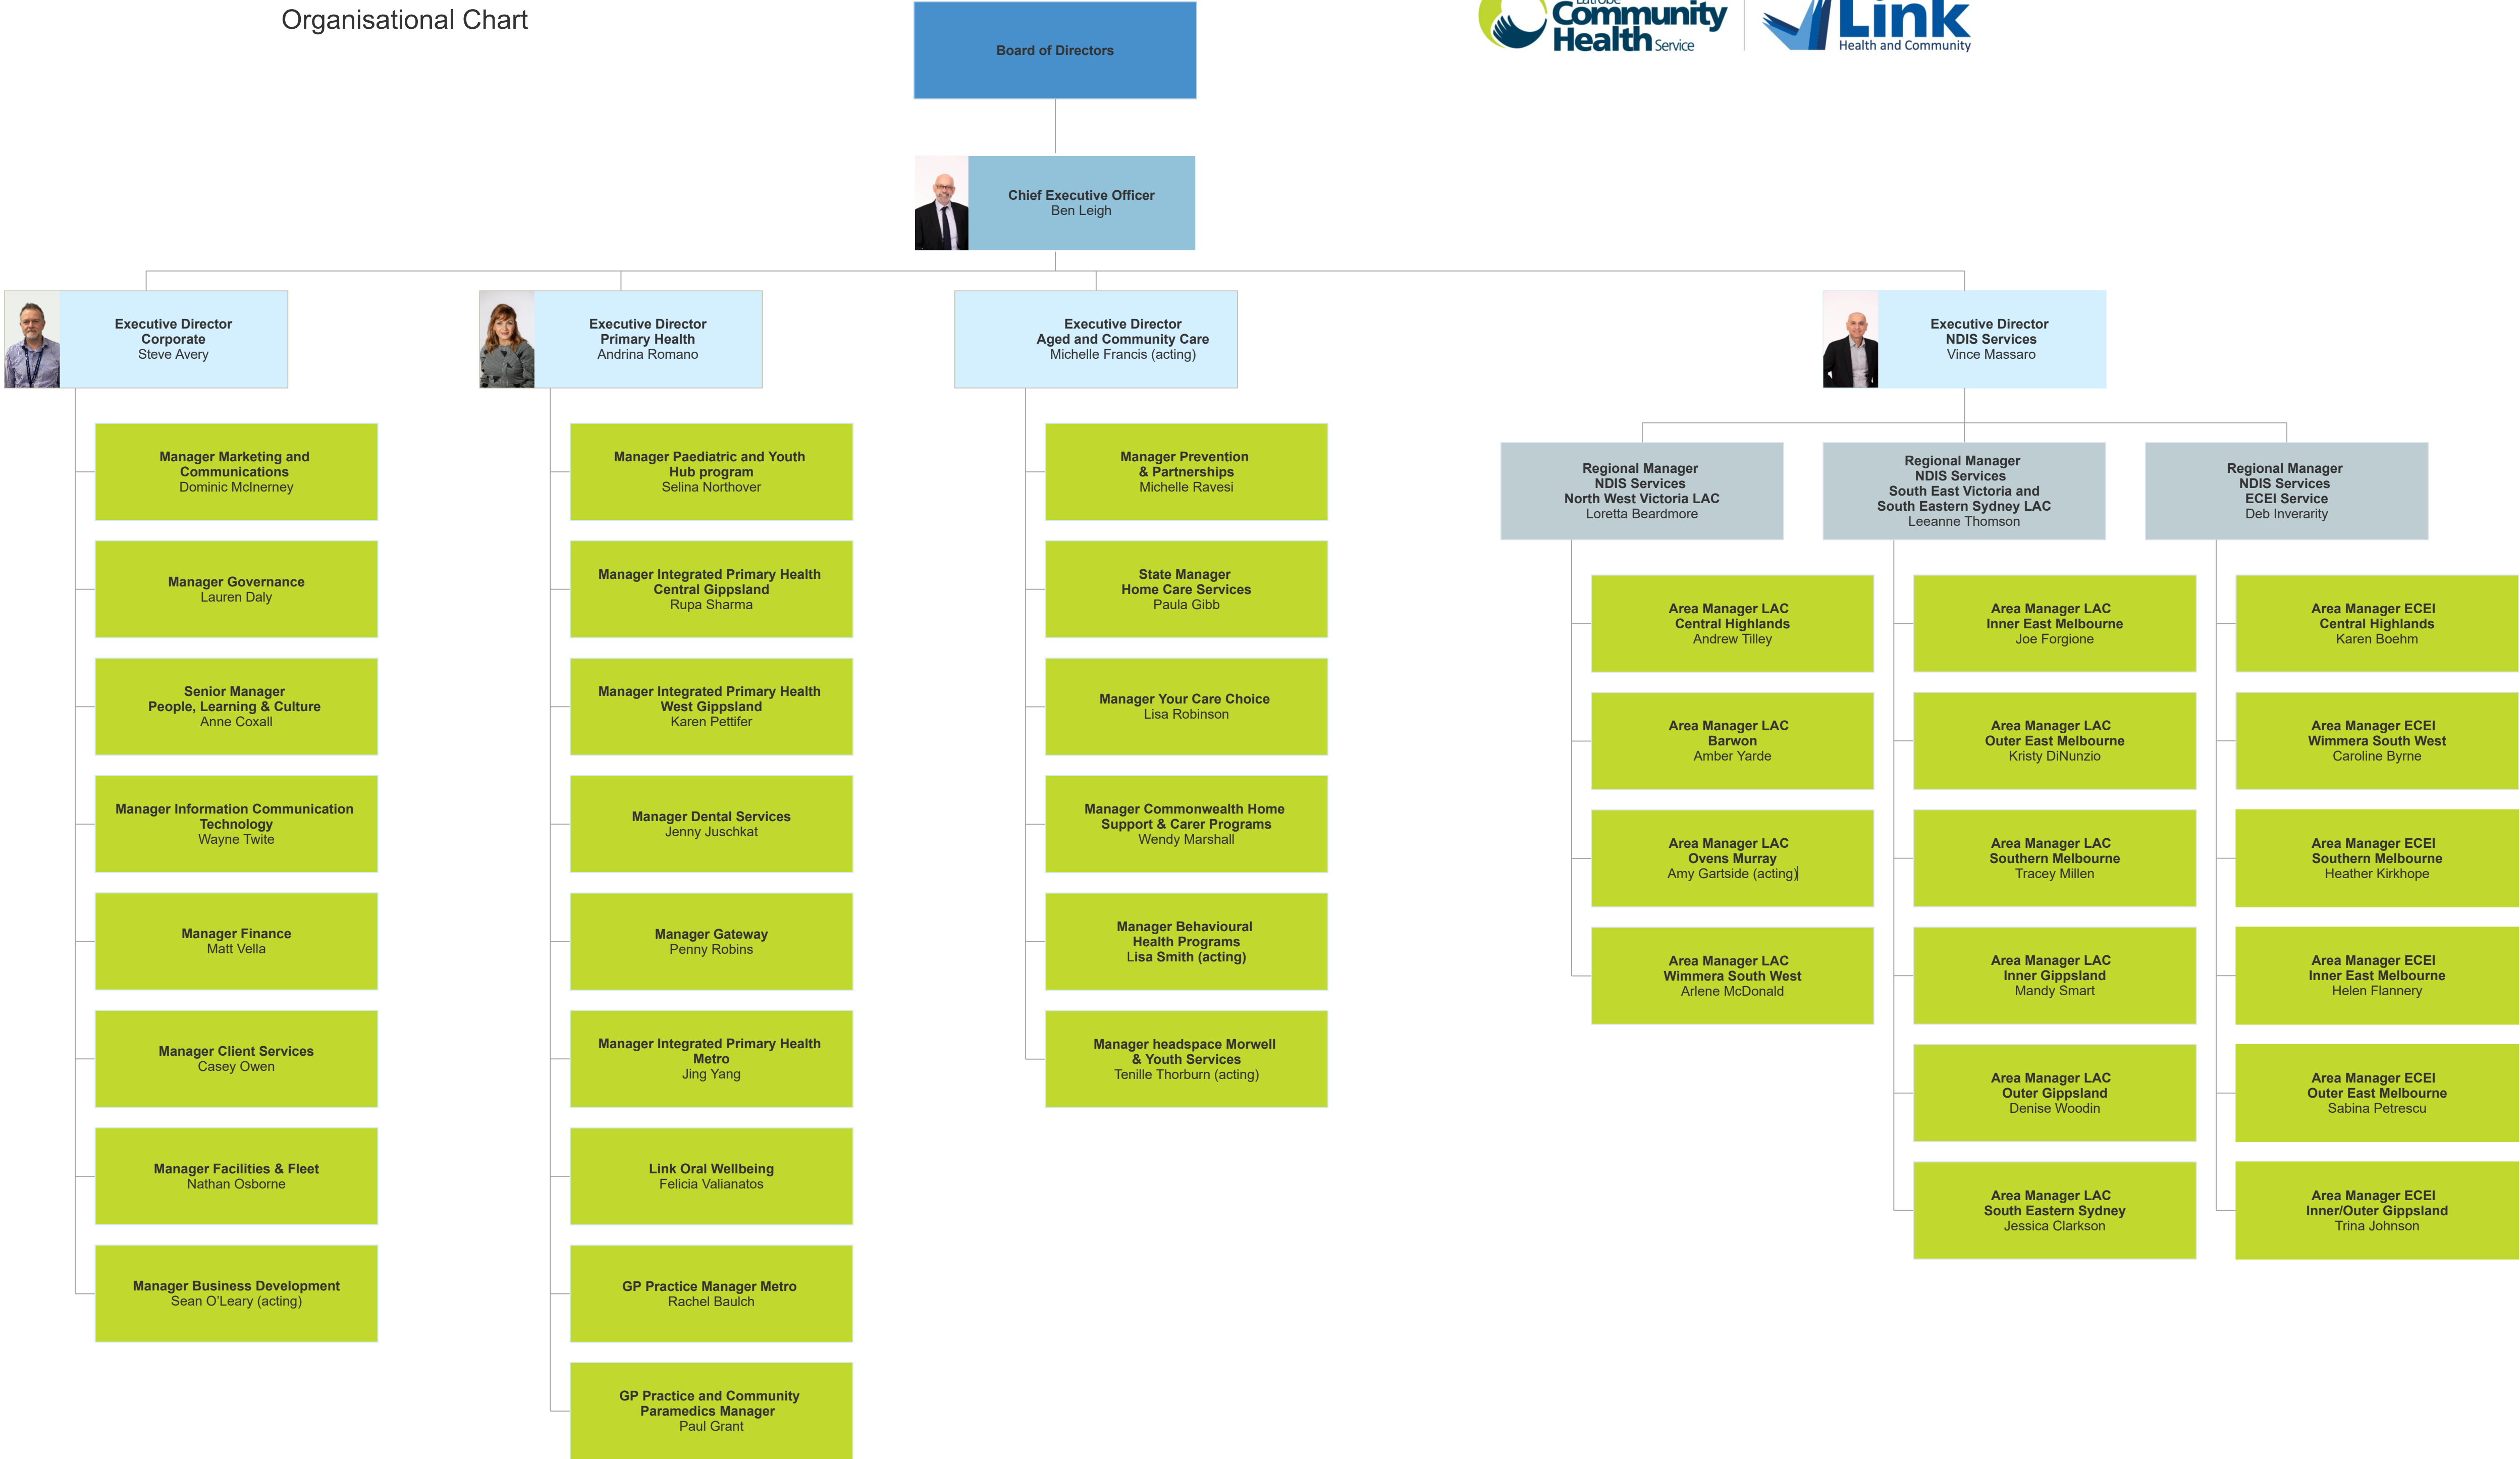 Organisational Chart
Latrobe
Community
Health Service
Link
Health and Community
Board of Directors
Chief Executive Officer
Ben Leigh
Executive Director
Corporate
Steve Avery
Executive Director
Primary Health
Andrina Romano
Executive Director
Aged and Community Care
Michelle Francis (acting)
Executive Director
NDIS Services
Vince Massaro
Manager Marketing and
Communications
Dominic McInerney
Manager Governance
Lauren Daly
Senior Manager
People, Learning & Culture
Anne Coxall
Manager Information Communication
Technology
Wayne Twite
Manager Finance
Matt Vella
Manager Client Services
Casey Owen
Manager Facilities & Fleet
Nathan Osborne
Manager Business Development
Sean O’Leary (acting)
Manager Paediatric and Youth
Hub program
Selina Northover
Manager Integrated Primary Health
Central Gippsland
Rupa Sharma
Manager Integrated Primary Health
West Gippsland
Karen Pettifer
Manager Dental Services
Jenny Juschkat
Manager Gateway
Penny Robins
Manager Integrated Primary Health
Metro
Jing Yang
Link Oral Wellbeing
Felicia Valianatos
GP Practice Manager Metro
Rachel Baulch
GP Practice and Community
Paramedics Manager
Paul Grant
Manager Prevention
& Partnerships
Michelle Ravesi
State Manager
Home Care Services
Paula Gibb
Manager Your Care Choice
Lisa Robinson
Manager Commonwealth Home
Support & Carer Programs
Wendy Marshall
Manager Behavioural
Health Programs
Lisa Smith (acting)
Manager headspace Morwell
& Youth Services
Tenille Thorburn (acting)
Regional Manager
NDIS Services
North West Victoria LAC
Loretta Beardmore
Area Manager LAC
Central Highlands
Andrew Tilley
Area Manager LAC
Barwon
Amber Yarde
Area Manager LAC
Ovens Murray
Amy Gartside (acting)
Area Manager LAC
Wimmera South West
Arlene McDonald
Regional Manager
NDIS Services
South East Victoria and
South Eastern Sydney LAC
Leeanne Thomson
Area Manager LAC
Inner East Melbourne
Joe Forgione
Area Manager LAC
Outer East Melbourne
Kristy DiNunzio
Area Manager LAC
Southern Melbourne
Tracey Millen
Area Manager LAC
Inner Gippsland
Mandy Smart
Area Manager LAC
Outer Gippsland
Denise Woodin
Area Manager LAC
South Eastern Sydney
Jessica Clarkson
Regional Manager
NDIS Services
ECEI Service
Deb Inverarity
Area Manager ECEI
Central Highlands
Karen Boehm
Area Manager ECEI
Wimmera South West
Caroline Byrne
Area Manager ECEI
Southern Melbourne
Heather Kirkhope
Area Manager ECEI
Inner East Melbourne
Helen Flannery
Area Manager ECEI
Outer East Melbourne
Sabina Petrescu
Area Manager ECEI
Inner/Outer Gippsland
Trina Johnson